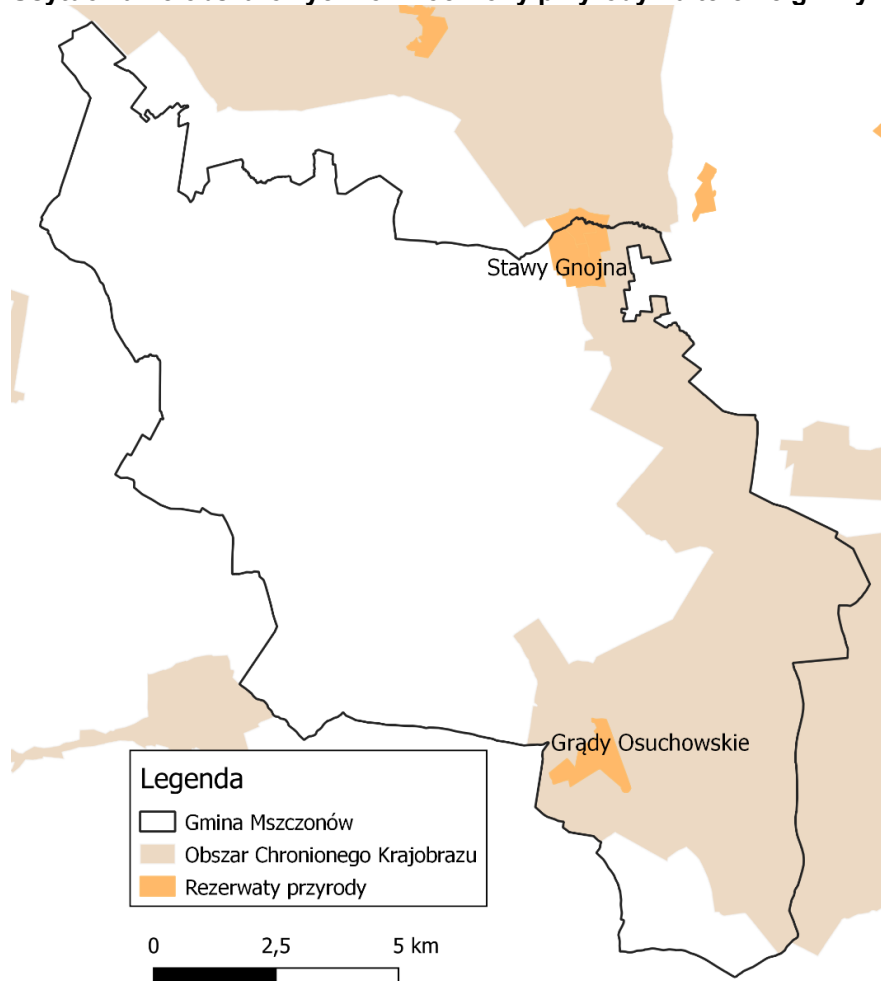 Stawy Gnojna
Grądy Osuchowskie
Legenda
Gmina Mszczonów
Obszar Chronionego Krajobrazu
Rezerwaty przyrody
0 2,5 5 km